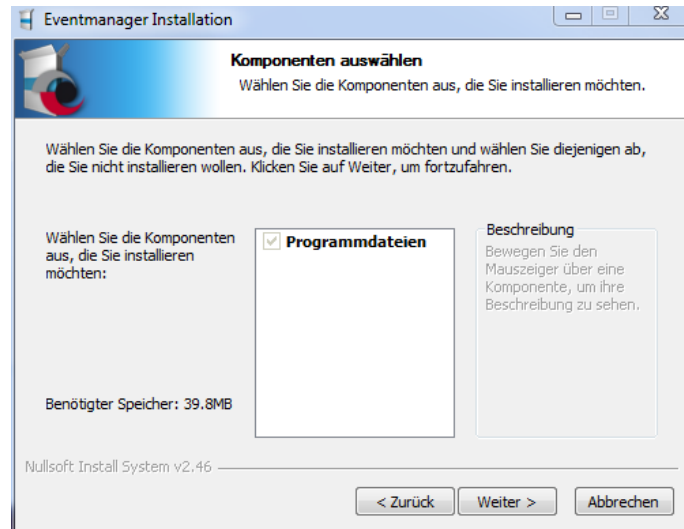 Eventmanager Installation
Komponenten auswählen
Wählen Sie die Komponenten aus, die Sie installieren möchten.
Wählen Sie die Komponenten aus, die Sie installieren möchten und wählen Sie diejenigen ab,
die Sie nicht installieren wollen. Klicken Sie auf Weiter, um fortzufahren.
Wählen Sie die Komponenten
aus, die Sie installieren
möchten:
Programmdateien
Beschreibung
Bewegen Sie den
Mauszeiger über eine
Komponente, um ihre
Beschreibung zu sehen.
Benötigter Speicher: 39.8MB
Nullsoft Install System v2.46
< Zurück
Weiter >
Abbrechen